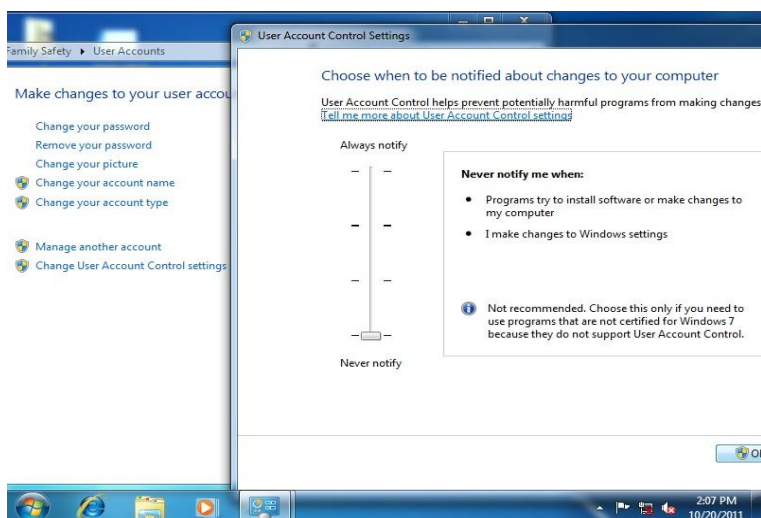 User Account Control Settings
Family Safety ▸ User Accounts
Make changes to your user accou
Change your password
Remove your password
Change your picture
Change your account name
Change your account type
Manage another account
Change User Account Control settings
Choose when to be notified about changes to your computer
User Account Control helps prevent potentially harmful programs from making changes
Tell me more about User Account Control settings
Always notify
Never notify me when:
• Programs try to install software or make changes to
my computer
• I make changes to Windows settings
Not recommended. Choose this only if you need to
use programs that are not certified for Windows 7
because they do not support User Account Control.
Never notify
2:07 PM
10/20/2011